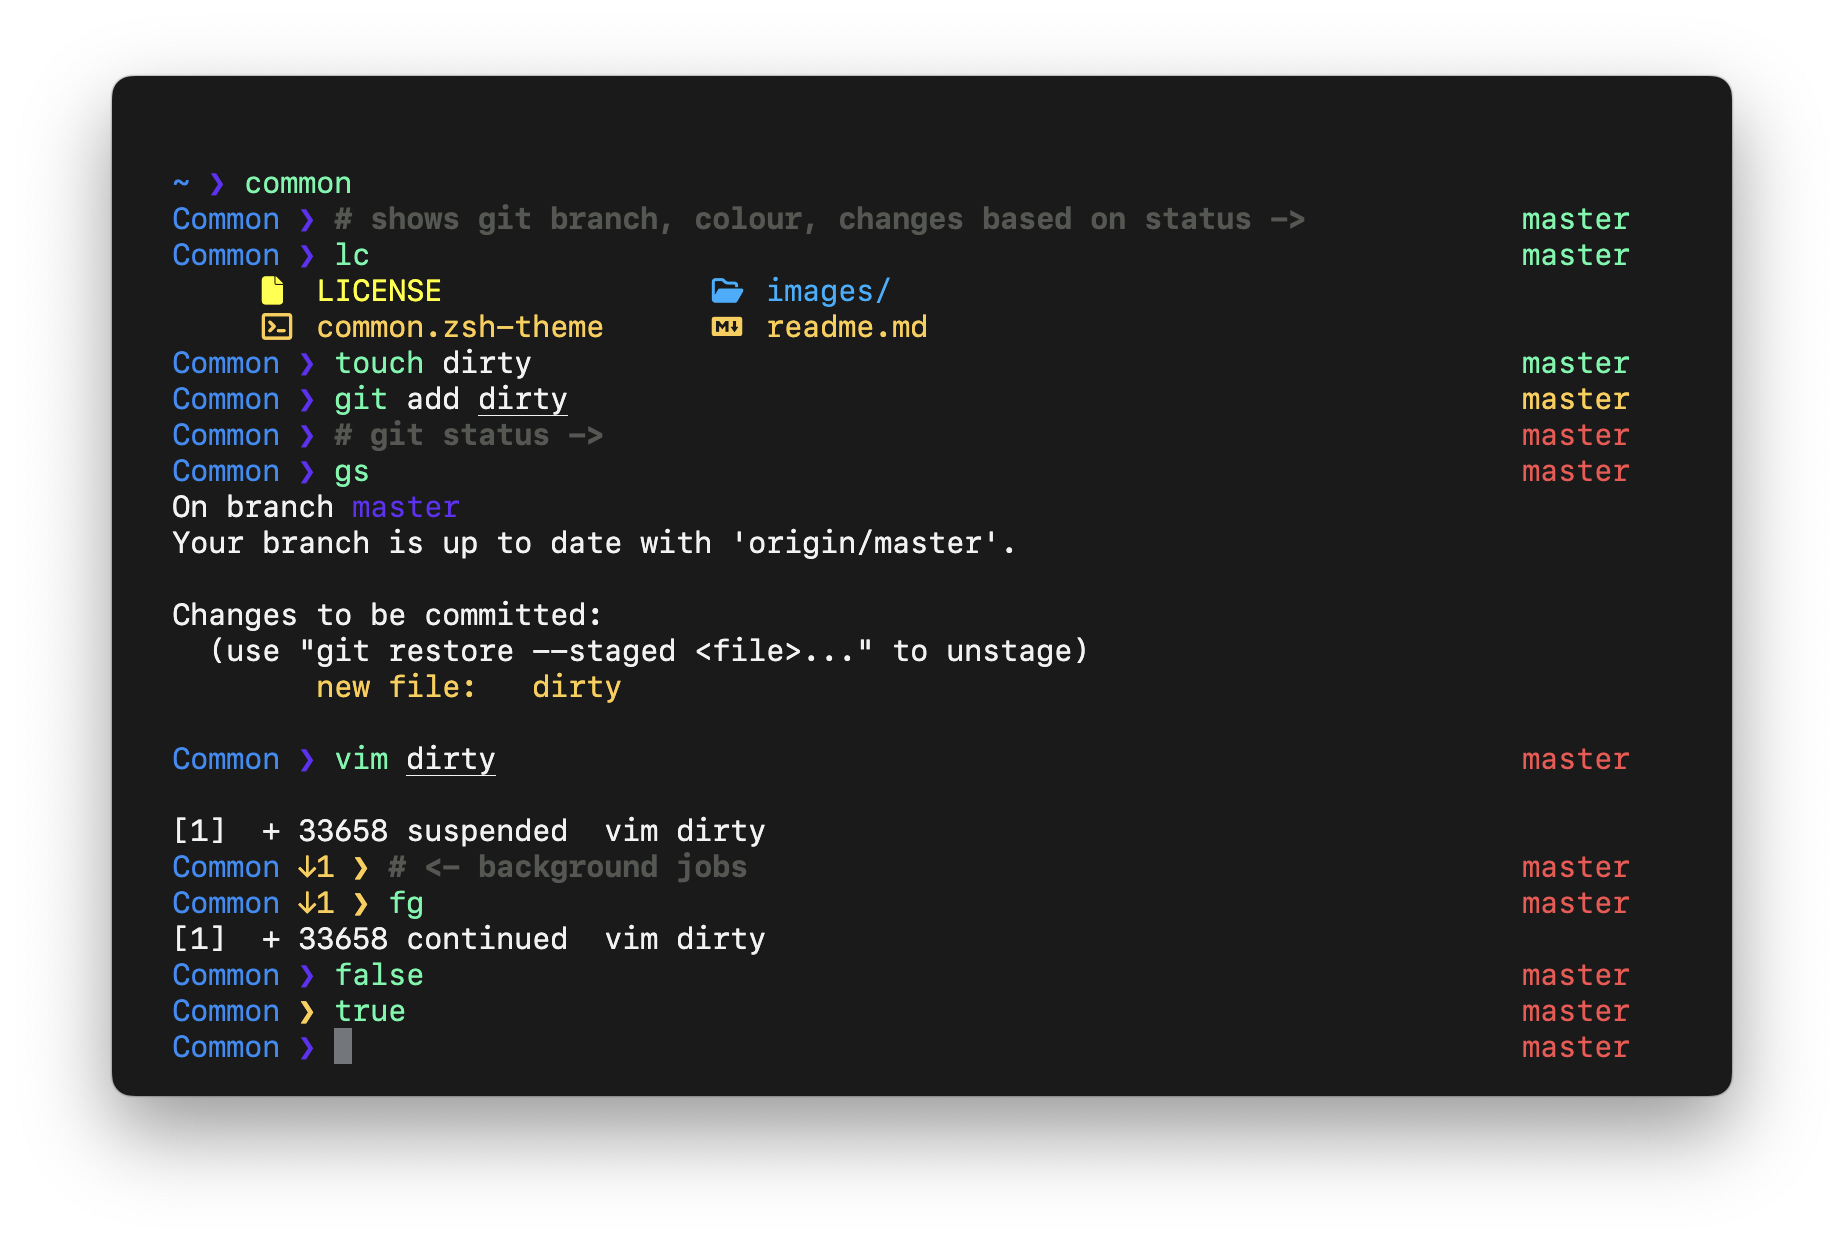 ~ ❯ common
Common ❯ # shows git branch, colour, changes based on status -> master
Common ❯ lc master
LICENSE images/
common.zsh-theme readme.md
Common ❯ touch dirty master
Common ❯ git add dirty master
Common ❯ # git status -> master
Common ❯ gs master
On branch master
Your branch is up to date with 'origin/master'.
Changes to be committed:
(use "git restore --staged <file>..." to unstage)
new file: dirty
Common ❯ vim dirty master
[1] + 33658 suspended vim dirty
Common ↓1 ❯ # <- background jobs master
Common ↓1 ❯ fg master
[1] + 33658 continued vim dirty
Common ❯ false master
Common ❯ true master
Common ❯ master